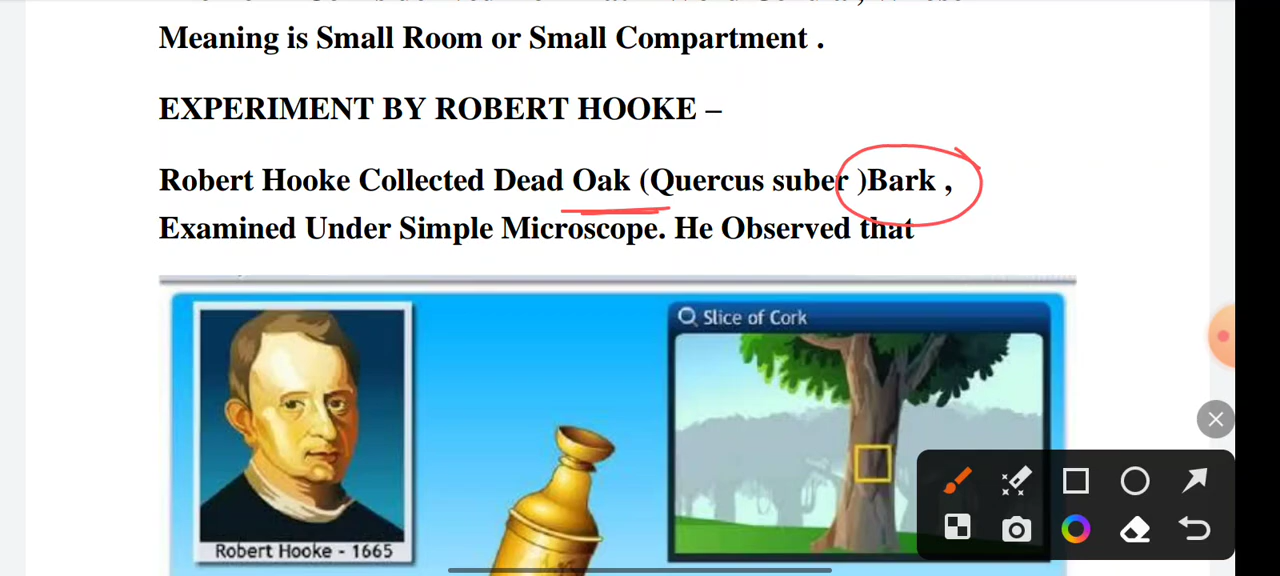 Meaning is Small Room or Small Compartment .
EXPERIMENT BY ROBERT HOOKE –
Robert Hooke Collected Dead Oak (Quercus suber )Bark ,
Examined Under Simple Microscope. He Observed that
Slice of Cork
Robert Hooke - 1665